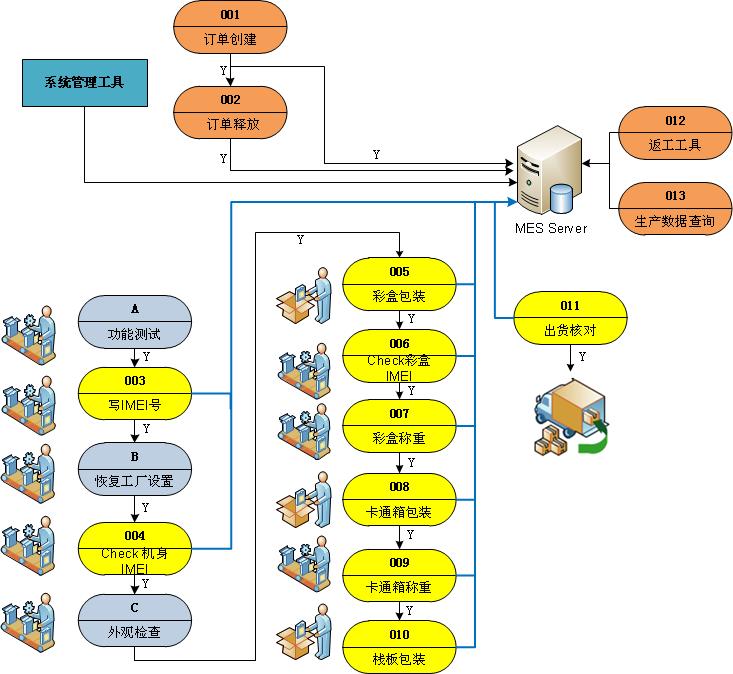 001
订单创建
Y
系统管理工具
002
订单释放
Y
Y
012
返工工具
013
生产数据查询
MES Server
Y
A
功能测试
Y
003
写IMEI号
Y
B
恢复工厂设置
Y
004
Check机身
IMEI
Y
C
外观检查
005
彩盒包装
Y
006
Check彩盒
IMEI
Y
007
彩盒称重
Y
008
卡通箱包装
Y
009
卡通箱称重
Y
010
栈板包装
011
出货核对
Y